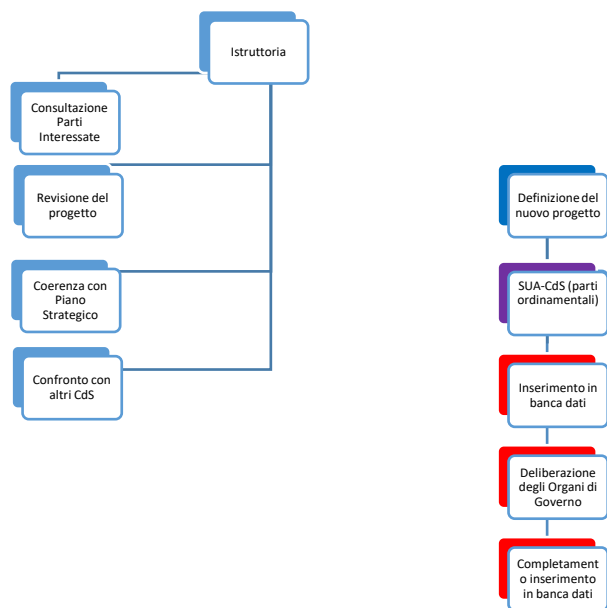 Istruttoria
Consultazione
Parti
Interessate
Revisione del
progetto
Coerenza con
Piano
Strategico
Confronto con
altri CdS
Definizione del
nuovo progetto
SUA-CdS (parti
ordinamentali)
Inserimento in
banca dati
Deliberazione
degli Organi di
Governo
Completament
o inserimento
in banca dati